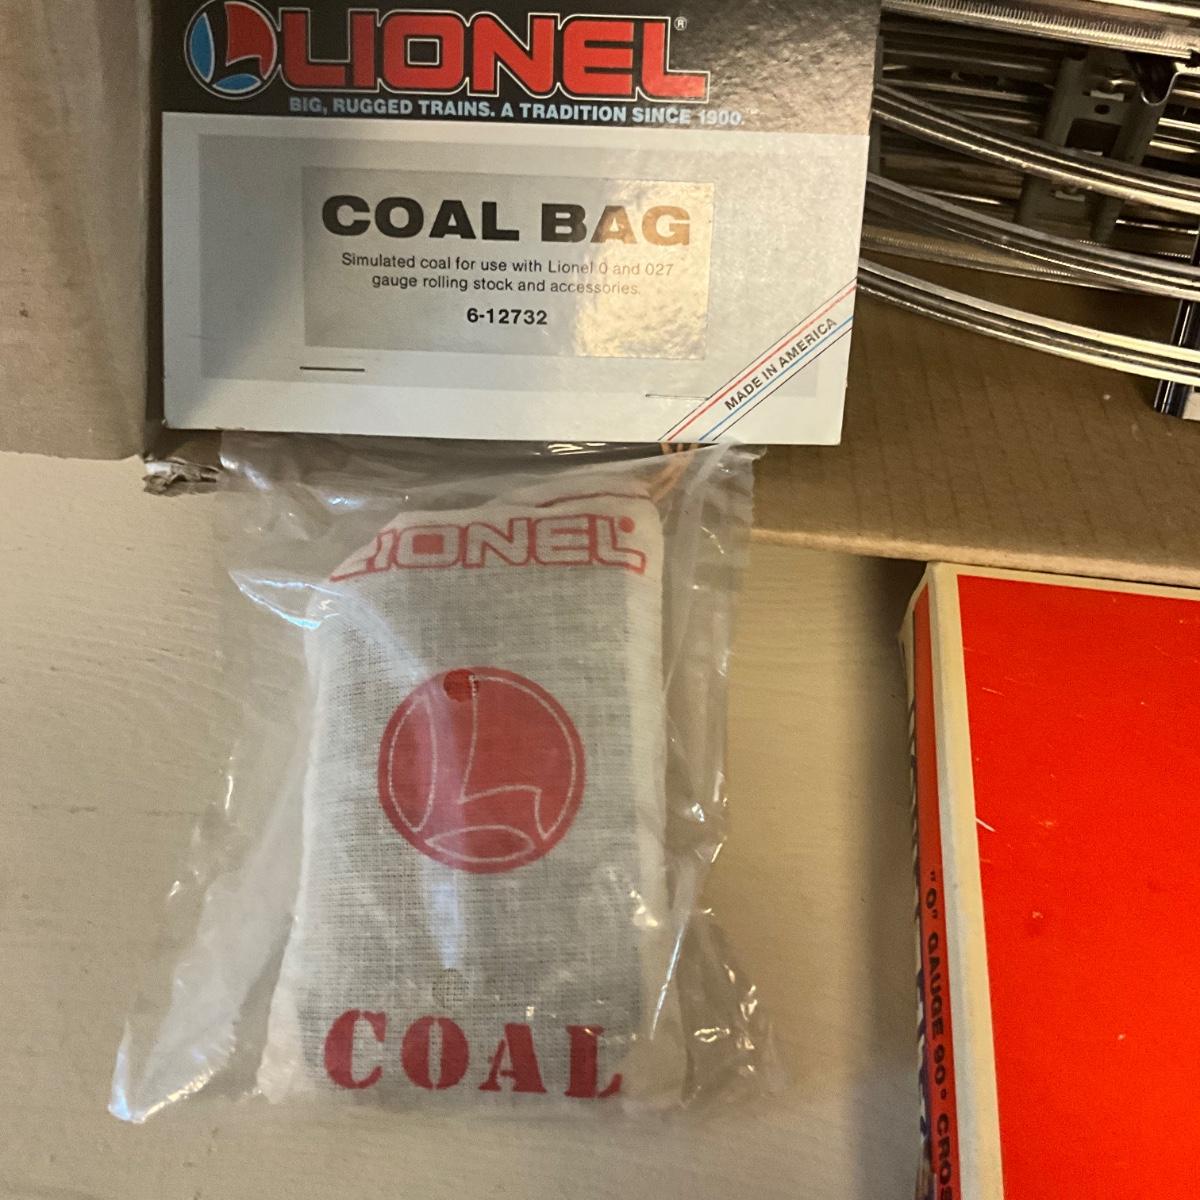 LIONEL®
BIG, RUGGED TRAINS. A TRADITION SINCE 1900.™
COAL BAG
Simulated coal for use with Lionel 0 and 027
gauge rolling stock and accessories.
6-12732
MADE IN AMERICA
LIONEL
L
COAL
"O" GAUGE 90° CROS